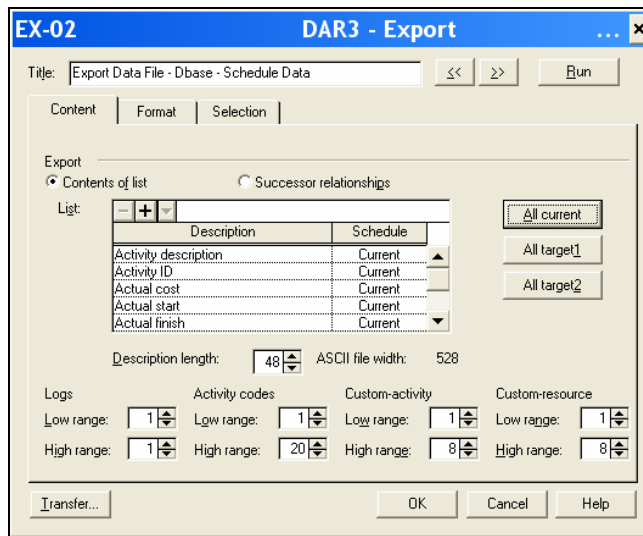 EX-02 DAR3 - Export ...
Title: Export Data File - Dbase - Schedule Data << >> Run
Content Format Selection
Export
Contents of list Successor relationships
List:
Description Schedule
All current
Activity description Current
Activity ID Current
All target1
Actual cost Current
Actual start Current
All target2
Actual finish Current
Description length: 48 ASCII file width: 528
Logs Activity codes Custom-activity Custom-resource
Low range: 1 Low range: 1 Low range: 1 Low range: 1
High range: 1 High range: 20 High range: 8 High range: 8
Transfer... OK Cancel Help